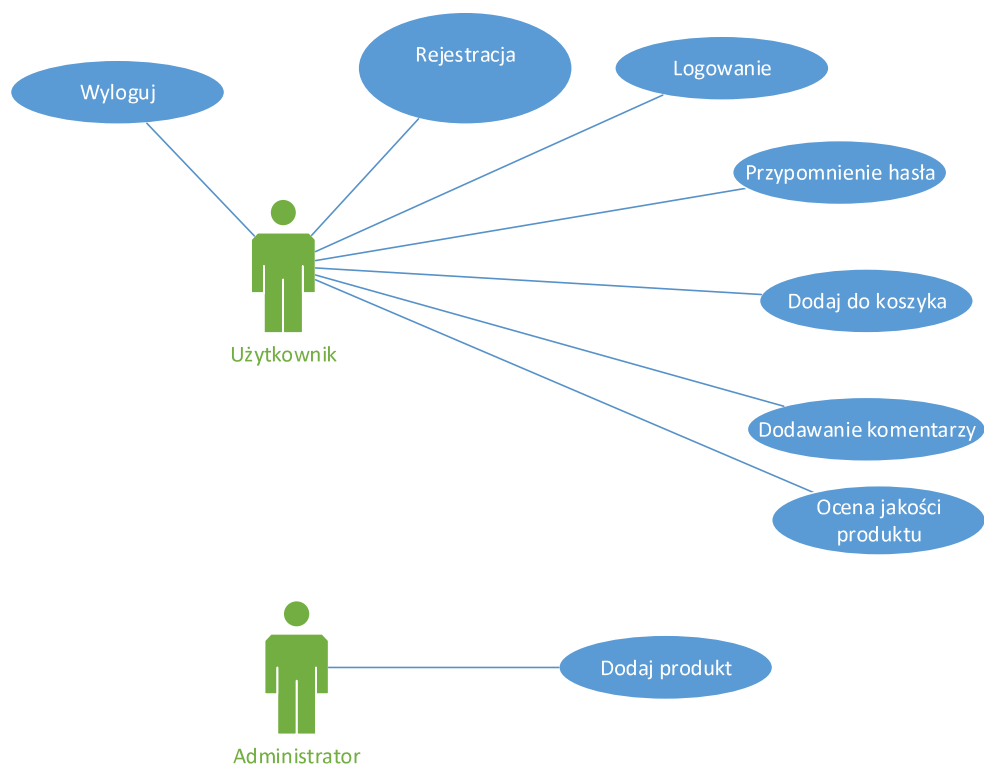 Rejestracja
Logowanie
Wyloguj
Przypomnienie hasła
Dodaj do koszyka
Użytkownik
Dodawanie komentarzy
Ocena jakości
produktu
Dodaj produkt
Administrator